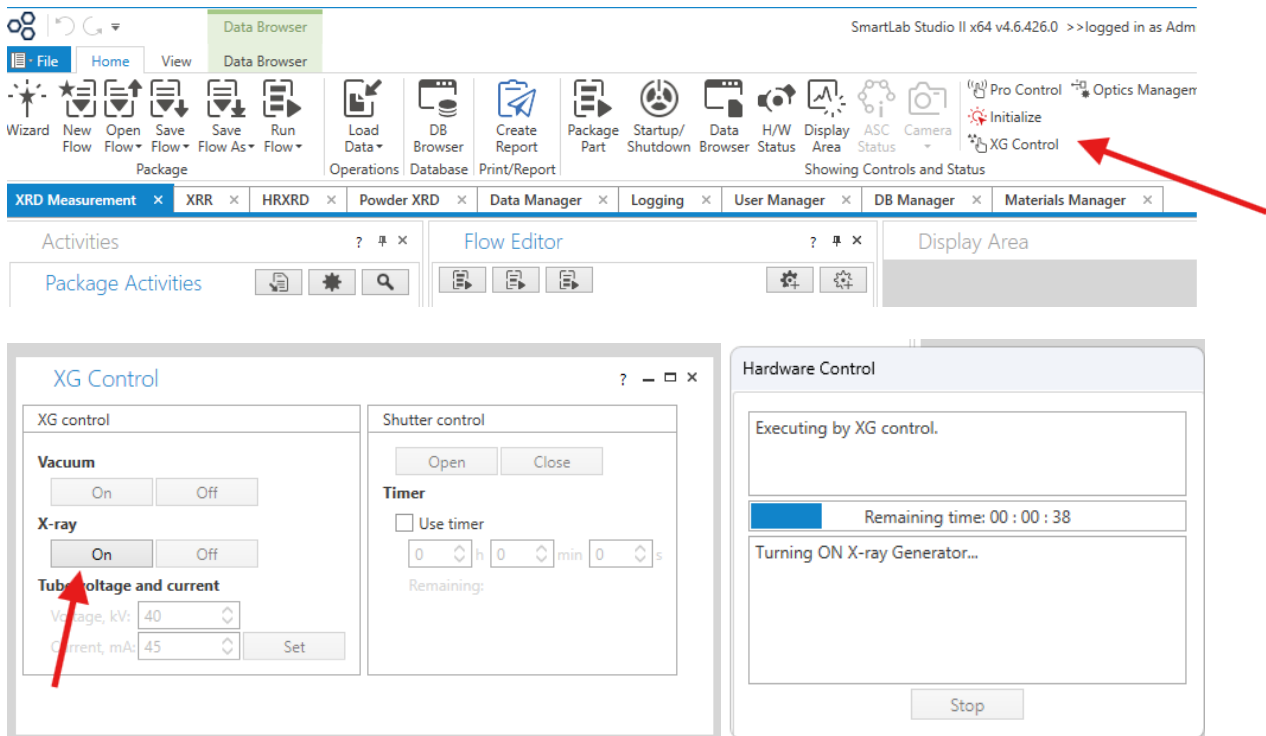 Data Browser
SmartLab Studio II x64 v4.6.426.0 >>logged in as Adm
File Home View Data Browser
Wizard New Flow Open Flow Save Flow Save Flow As Run Flow Load Data DB Browser Create Report Package Part Startup/ Shutdown Data Browser H/W Status Display Area ASC Status Camera
Pro Control Optics Managem
Initialize
XG Control
Package Operations Database Print/Report Showing Controls and Status
XRD Measurement × XRR × HRXRD × Powder XRD × Data Manager × Logging × User Manager × DB Manager × Materials Manager ×
Activities ? × Flow Editor ? × Display Area
Package Activities
XG Control ? – □ ×
XG control
Vacuum
On Off
X-ray
On Off
Tube voltage and current
Voltage, kV: 40
Current, mA: 45 Set
Shutter control
Open Close
Timer
Use timer
0 h 0 min 0 s
Remaining:
Hardware Control
Executing by XG control.
Remaining time: 00 : 00 : 38
Turning ON X-ray Generator...
Stop